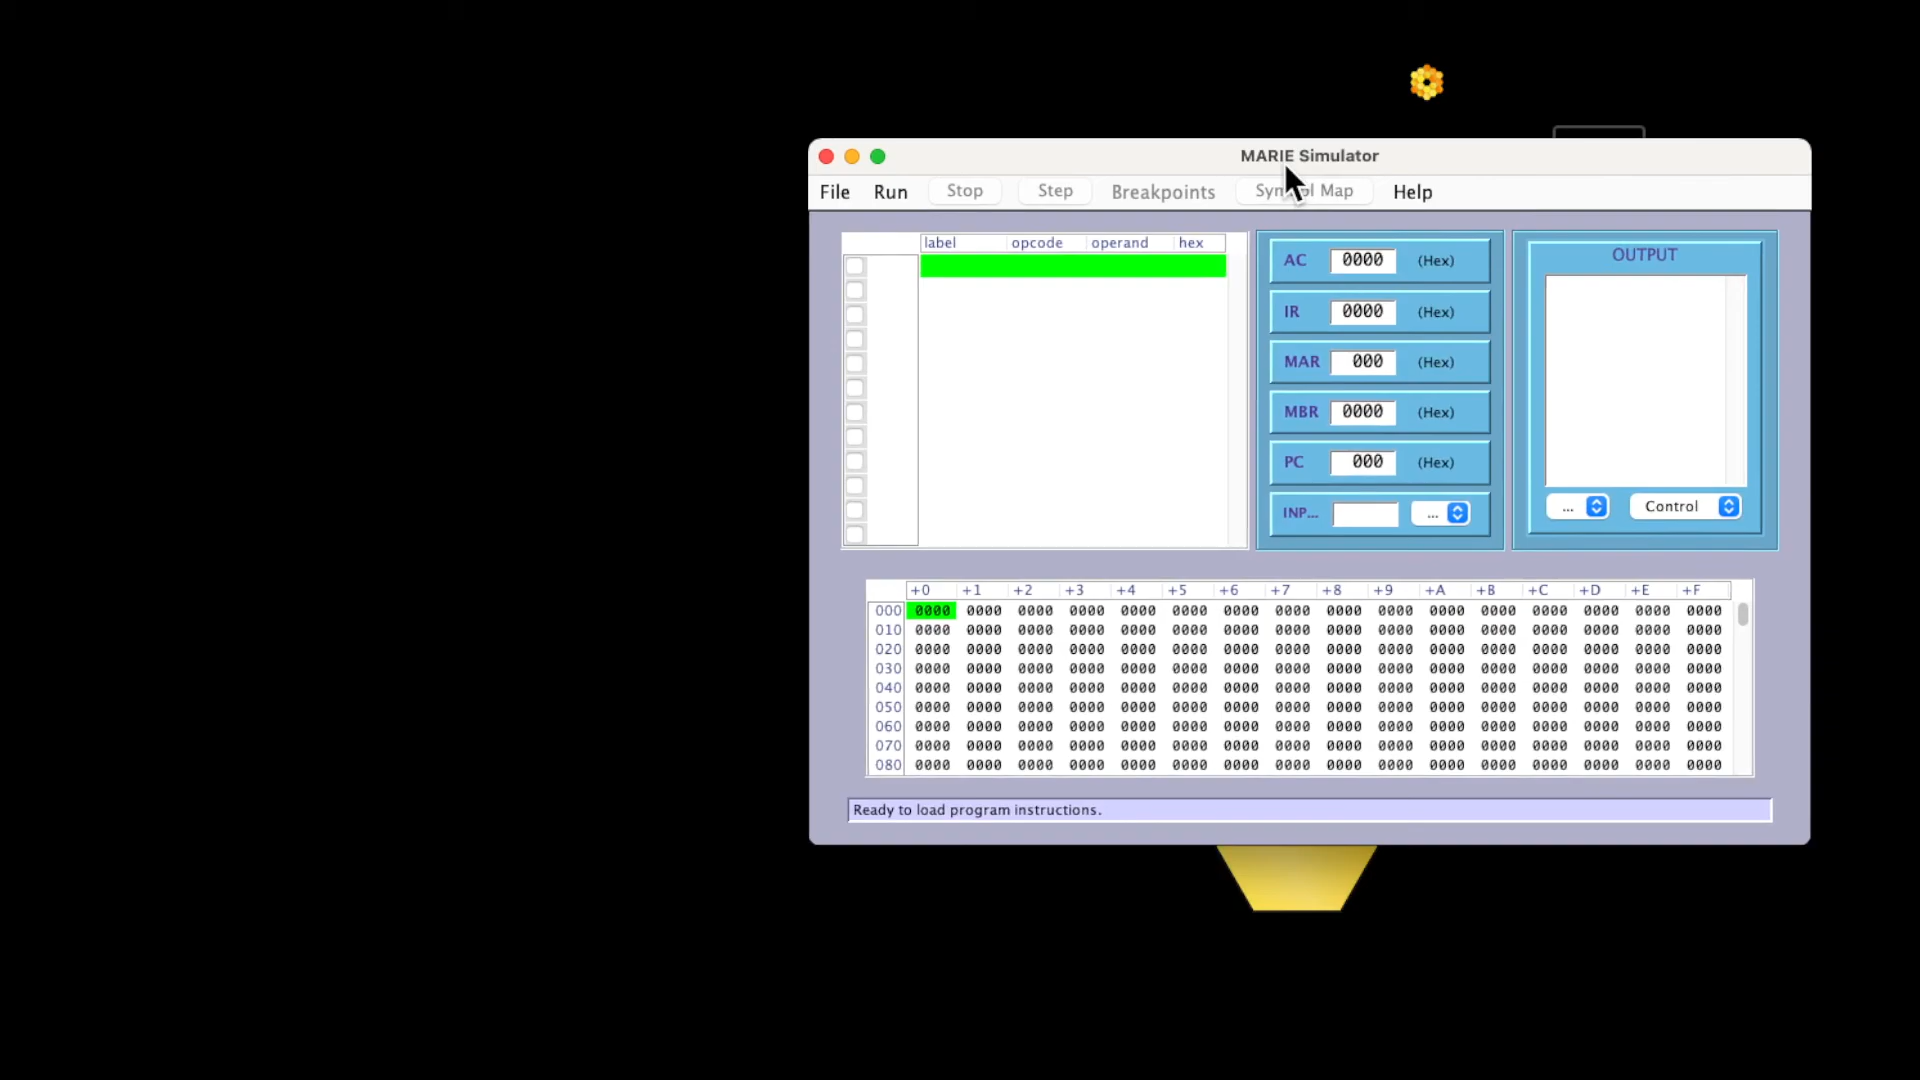 MARIE Simulator
File Run Stop Step Breakpoints Symbol Map Help
label opcode operand hex
AC 0000 (Hex)
IR 0000 (Hex)
MAR 000 (Hex)
MBR 0000 (Hex)
PC 000 (Hex)
INP... ...
OUTPUT
... Control
+0 +1 +2 +3 +4 +5 +6 +7 +8 +9 +A +B +C +D +E +F
000 0000 0000 0000 0000 0000 0000 0000 0000 0000 0000 0000 0000 0000 0000 0000 0000
010 0000 0000 0000 0000 0000 0000 0000 0000 0000 0000 0000 0000 0000 0000 0000 0000
020 0000 0000 0000 0000 0000 0000 0000 0000 0000 0000 0000 0000 0000 0000 0000 0000
030 0000 0000 0000 0000 0000 0000 0000 0000 0000 0000 0000 0000 0000 0000 0000 0000
040 0000 0000 0000 0000 0000 0000 0000 0000 0000 0000 0000 0000 0000 0000 0000 0000
050 0000 0000 0000 0000 0000 0000 0000 0000 0000 0000 0000 0000 0000 0000 0000 0000
060 0000 0000 0000 0000 0000 0000 0000 0000 0000 0000 0000 0000 0000 0000 0000 0000
070 0000 0000 0000 0000 0000 0000 0000 0000 0000 0000 0000 0000 0000 0000 0000 0000
080 0000 0000 0000 0000 0000 0000 0000 0000 0000 0000 0000 0000 0000 0000 0000 0000
Ready to load program instructions.